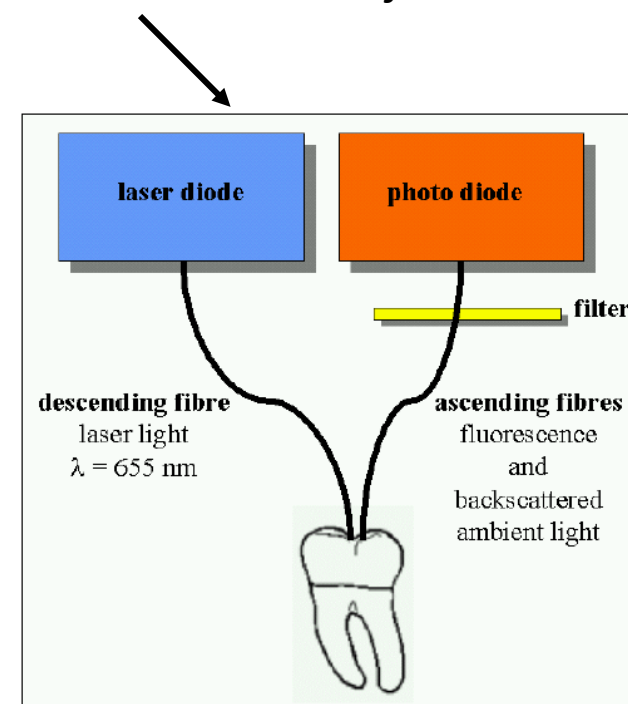 laser diode
photo diode
filter
descending fibre
laser light
λ = 655 nm
ascending fibres
fluorescence
and
backscattered
ambient light